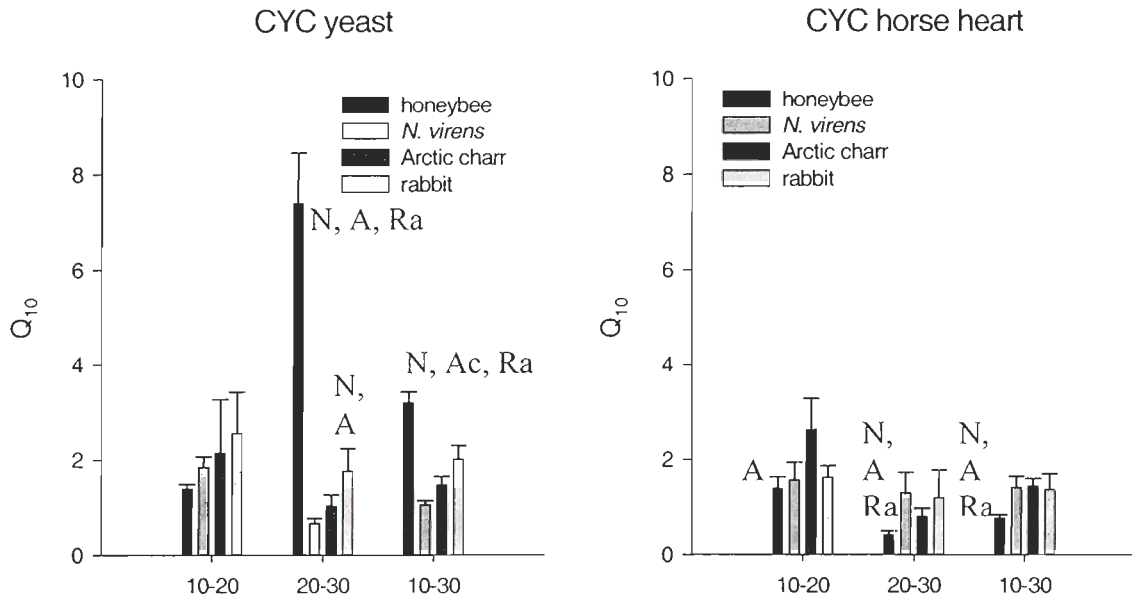 CYC yeast
10
8
6
4
2
0
Q10
honeybee
N. virens
Arctic charr
rabbit
N, A, Ra
N,
A
N, Ac, Ra
10-20
20-30
10-30
CYC horse heart
10
8
6
4
2
0
Q10
honeybee
N. virens
Arctic charr
rabbit
A
N,
A
Ra
N,
A
Ra
10-20
20-30
10-30